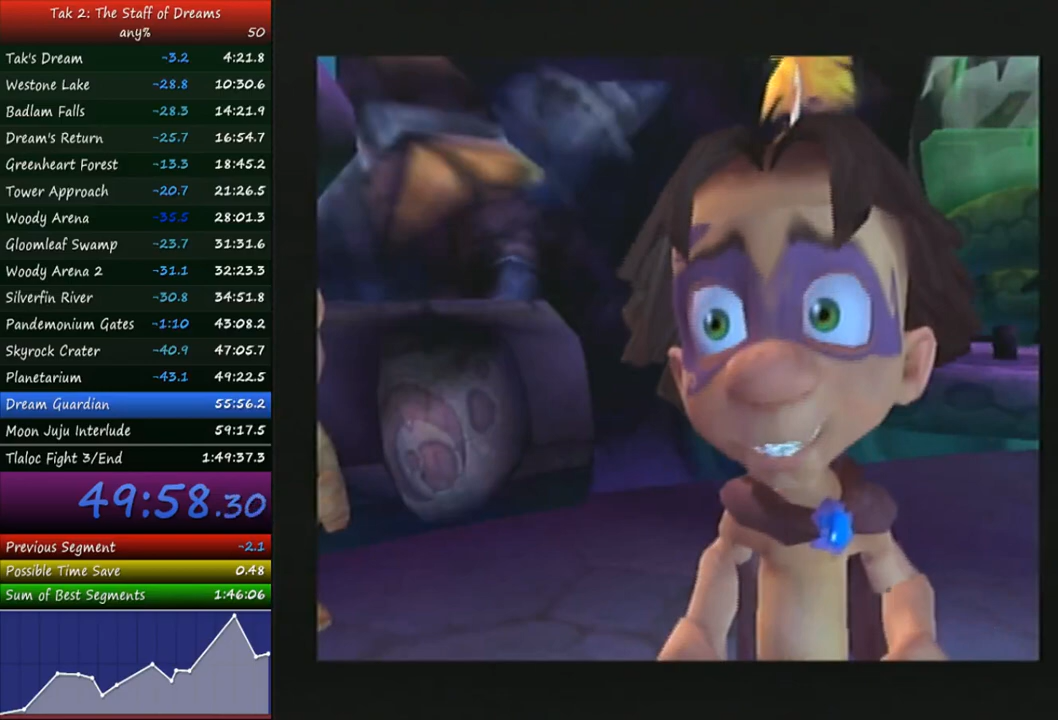 Tak 2: The Staff of Dreams
any% 50
Tak's Dream -3.2 4:21.8
Westone Lake -28.8 10:30.6
Badlam Falls -28.3 14:21.9
Dream's Return -25.7 16:54.7
Greenheart Forest -13.3 18:45.2
Tower Approach -20.7 21:26.5
Woody Arena -35.5 28:01.3
Gloomleaf Swamp -23.7 31:31.6
Woody Arena 2 -31.1 32:23.3
Silverfin River -30.8 34:51.8
Pandemonium Gates -1:10 43:08.2
Skyrock Crater -40.9 47:05.7
Planetarium -43.1 49:22.5
Dream Guardian 55:56.2
Moon Juju Interlude 59:17.5
Tlaloc Fight 3/End 1:49:37.3
49:58.30
Previous Segment -2.1
Possible Time Save 0.48
Sum of Best Segments 1:46:06